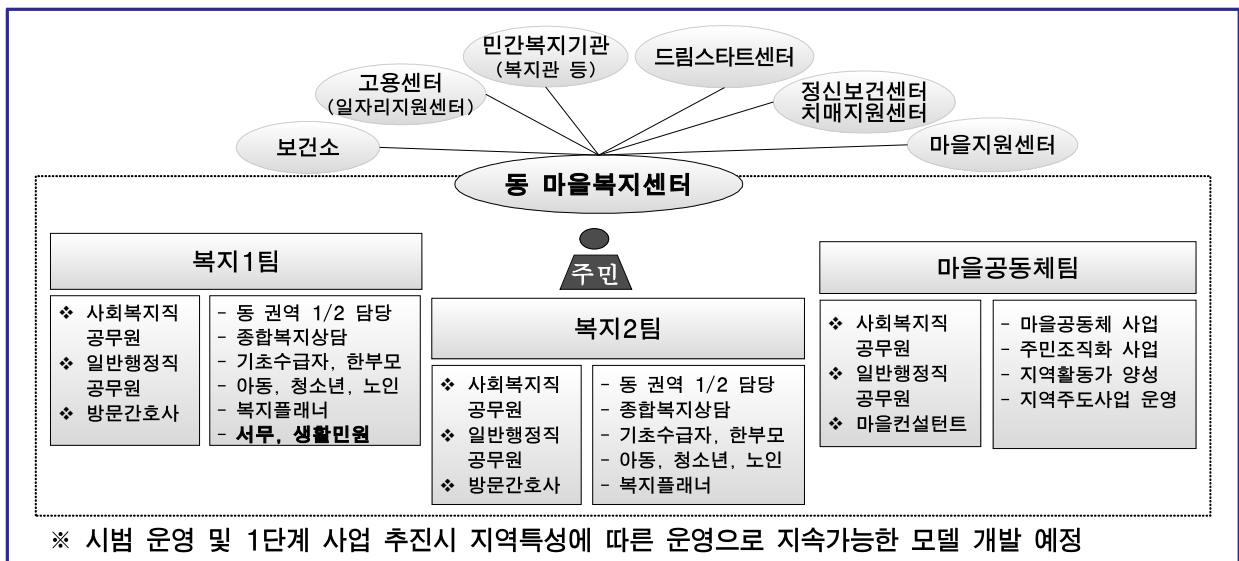 민간복지기관
(복지관 등)
드림스타트센터
고용센터
(일자리지원센터)
정신보건센터
치매지원센터
보건소
마을지원센터
동 마을복지센터
주민
복지1팀
❖ 사회복지직
공무원
❖ 일반행정직
공무원
❖ 방문간호사
- 동 권역 1/2 담당
- 종합복지상담
- 기초수급자, 한부모
- 아동, 청소년, 노인
- 복지플래너
- 서무, 생활민원
복지2팀
❖ 사회복지직
공무원
❖ 일반행정직
공무원
❖ 방문간호사
- 동 권역 1/2 담당
- 종합복지상담
- 기초수급자, 한부모
- 아동, 청소년, 노인
- 복지플래너
마을공동체팀
❖ 사회복지직
공무원
❖ 일반행정직
공무원
❖ 마을컨설턴트
- 마을공동체 사업
- 주민조직화 사업
- 지역활동가 양성
- 지역주도사업 운영
※ 시범 운영 및 1단계 사업 추진시 지역특성에 따른 운영으로 지속가능한 모델 개발 예정